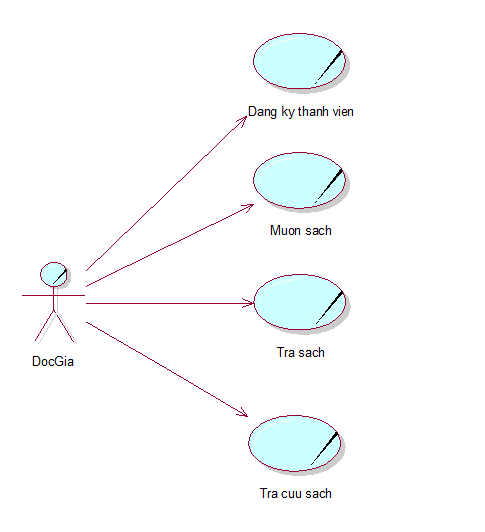 Dang ky thanh vien
Muon sach
Tra sach
DocGia
Tra cuu sach